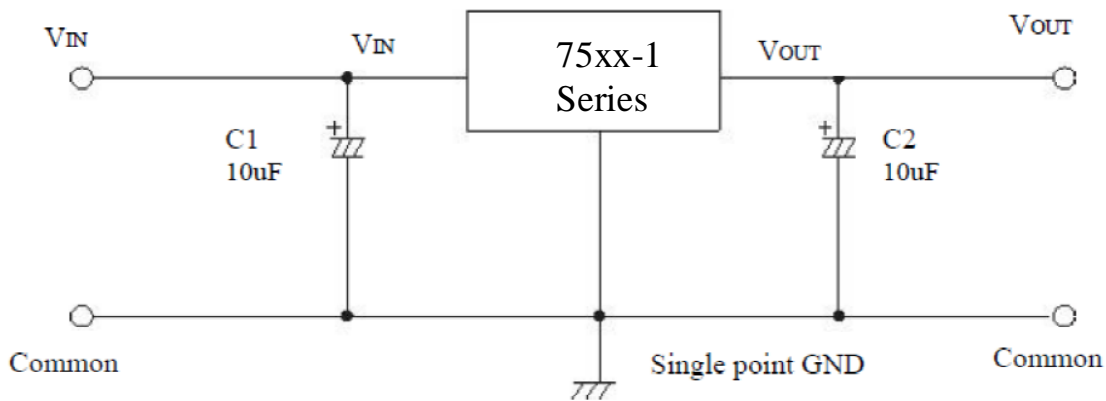 VIN
VIN
75xx-1
Series
VOUT
VOUT
+
C1
10uF
+
C2
10uF
Common
Single point GND
Common